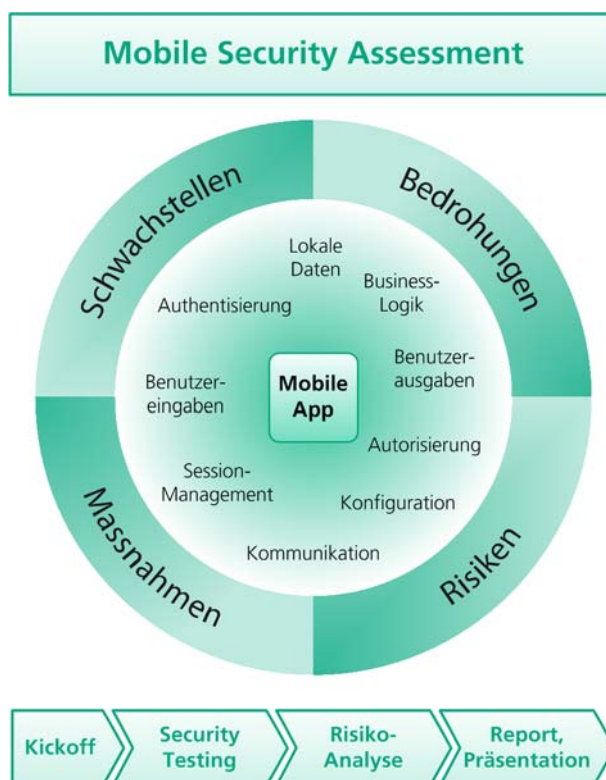 Mobile Security Assessment
Schwachstellen
Bedrohungen
Lokale
Daten
Business-
Logik
Authentisierung
Benutzer-
ausgaben
Benutzer-
eingaben
Mobile
App
Autorisierung
Session-
Management
Konfiguration
Kommunikation
Massnahmen
Risiken
Kickoff
Security
Testing
Risiko-
Analyse
Report,
Präsentation